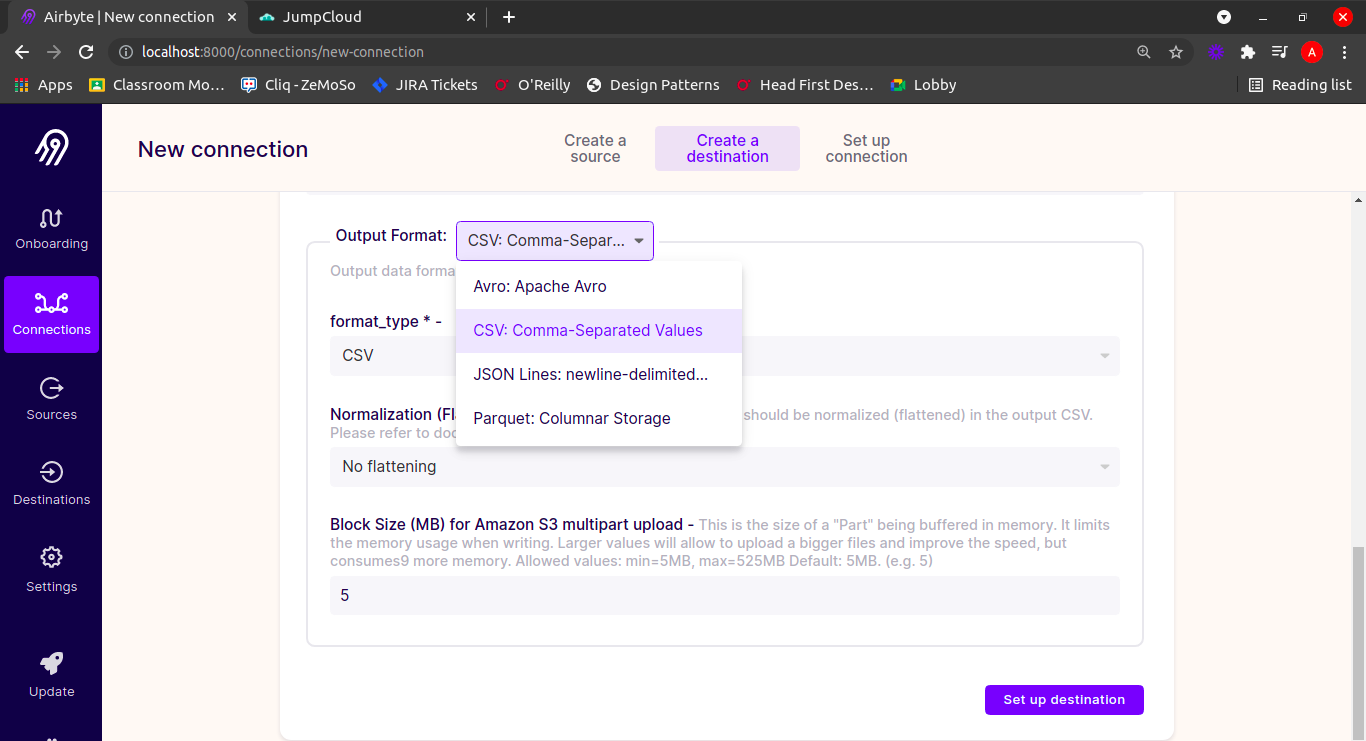 Airbyte | New connection
JumpCloud
localhost:8000/connections/new-connection
A
Apps
Classroom Mo...
Cliq - ZeMoSo
JIRA Tickets
O'Reilly
Design Patterns
Head First Des...
Lobby
Reading list
New connection
Create a
source
Create a
destination
Set up
connection
Onboarding
Connections
Sources
Destinations
Settings
Update
Output Format:
CSV: Comma-Separ...
Output data forma
Avro: Apache Avro
CSV: Comma-Separated Values
JSON Lines: newline-delimited...
Parquet: Columnar Storage
format_type * -
CSV
Normalization (Fl
should be normalized (flattened) in the output CSV.
Please refer to doc
No flattening
Block Size (MB) for Amazon S3 multipart upload - This is the size of a "Part" being buffered in memory. It limits
the memory usage when writing. Larger values will allow to upload a bigger files and improve the speed, but
consumes9 more memory. Allowed values: min=5MB, max=525MB Default: 5MB. (e.g. 5)
5
Set up destination